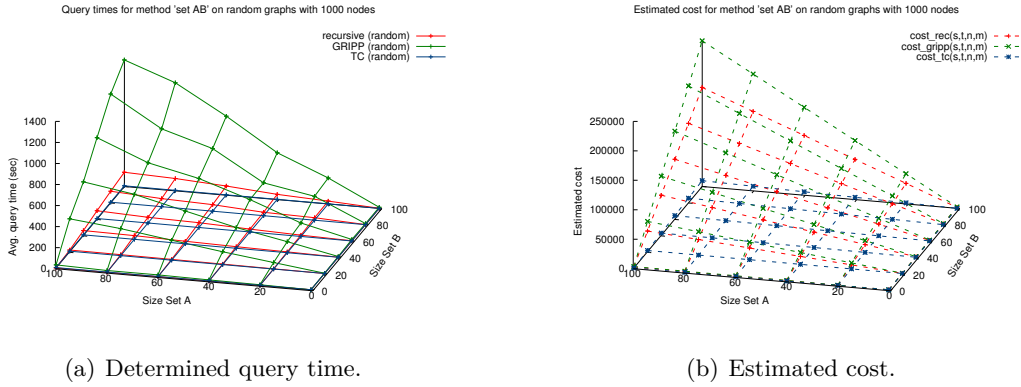 Query times for method 'set AB' on random graphs with 1000 nodes
recursive (random)
GRIPP (random)
TC (random)
1400
1200
1000
800
600
400
200
0
Avg. query time (sec)
100
80
60
40
20
0
Size Set A
0
20
40
60
80
100
Size Set B
(a) Determined query time.
Estimated cost for method 'set AB' on random graphs with 1000 nodes
cost_rec(s,t,n,m)
cost_gripp(s,t,n,m)
cost_tc(s,t,n,m)
250000
200000
150000
100000
50000
0
Estimated cost
100
80
60
40
20
0
Size Set A
0
20
40
60
80
100
Size Set B
(b) Estimated cost.